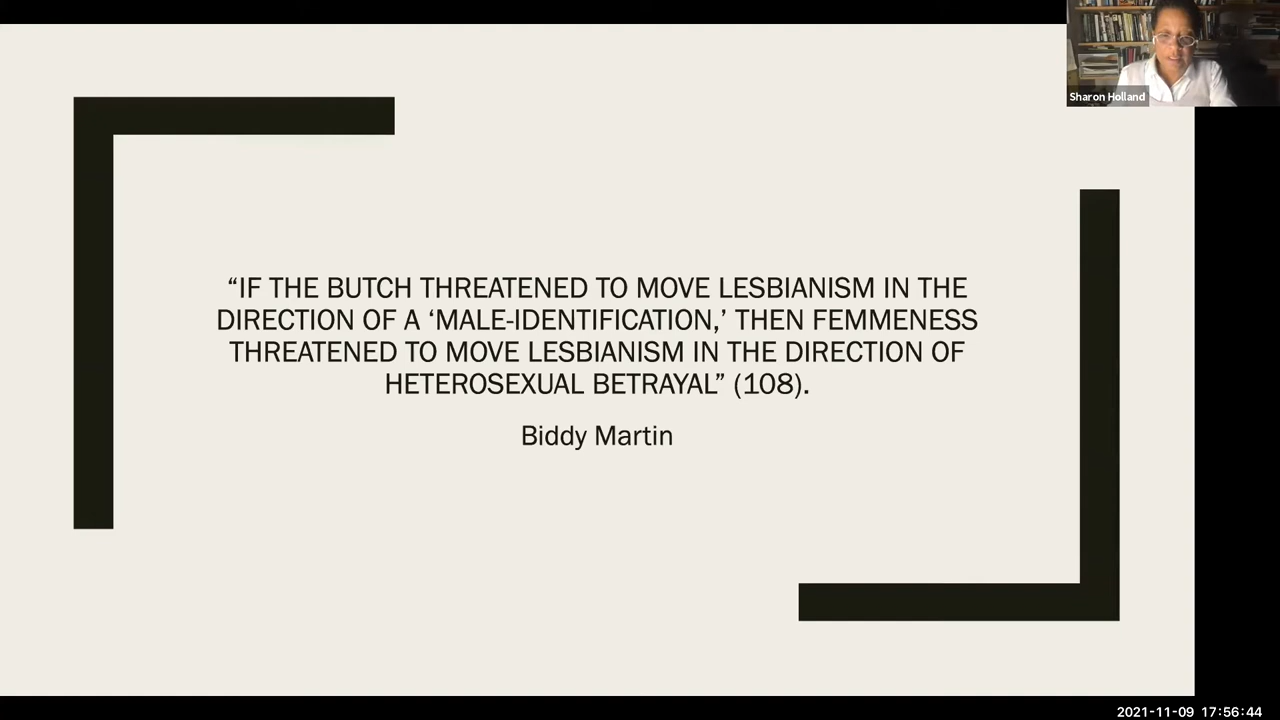 Sharon Holland
“IF THE BUTCH THREATENED TO MOVE LESBIANISM IN THE
DIRECTION OF A ‘MALE-IDENTIFICATION,’ THEN FEMMENESS
THREATENED TO MOVE LESBIANISM IN THE DIRECTION OF
HETEROSEXUAL BETRAYAL” (108).
Biddy Martin
2021-11-09 17:56:44